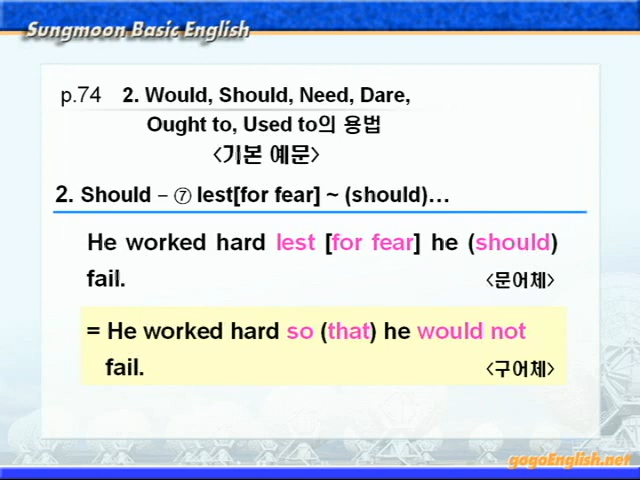 Sungmoon Basic English
p.74 2. Would, Should, Need, Dare,
Ought to, Used to의 용법
<기본 예문>
2. Should – ⑦ lest[for fear] ~ (should)…
He worked hard lest [for fear] he (should)
fail. <문어체>
= He worked hard so (that) he would not
fail. <구어체>
gogoEnglish.net